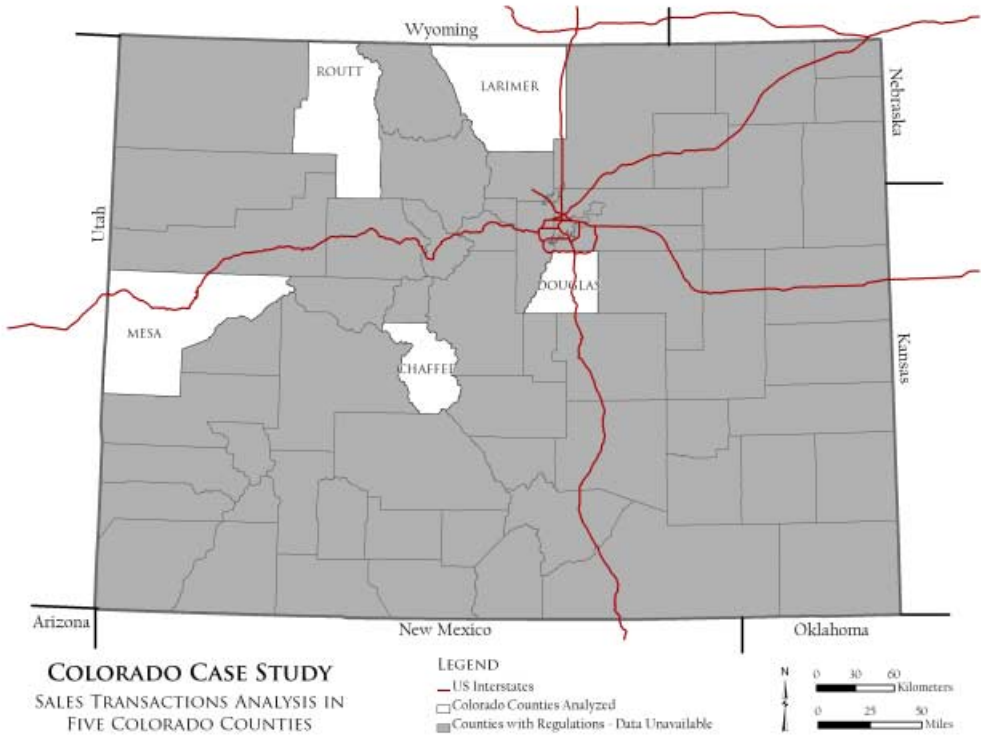 Wyoming
ROUTT
LARIMER
Nebraska
Utah
DOUGLAS
MESA
CHAFFEE
Kansas
Arizona
New Mexico
Oklahoma
COLORADO CASE STUDY
SALES TRANSACTIONS ANALYSIS IN
FIVE COLORADO COUNTIES
LEGEND
US Interstates
Colorado Counties Analyzed
Counties with Regulations - Data Unavailable
N
0 30 60
Kilometers
0 25 50
Miles